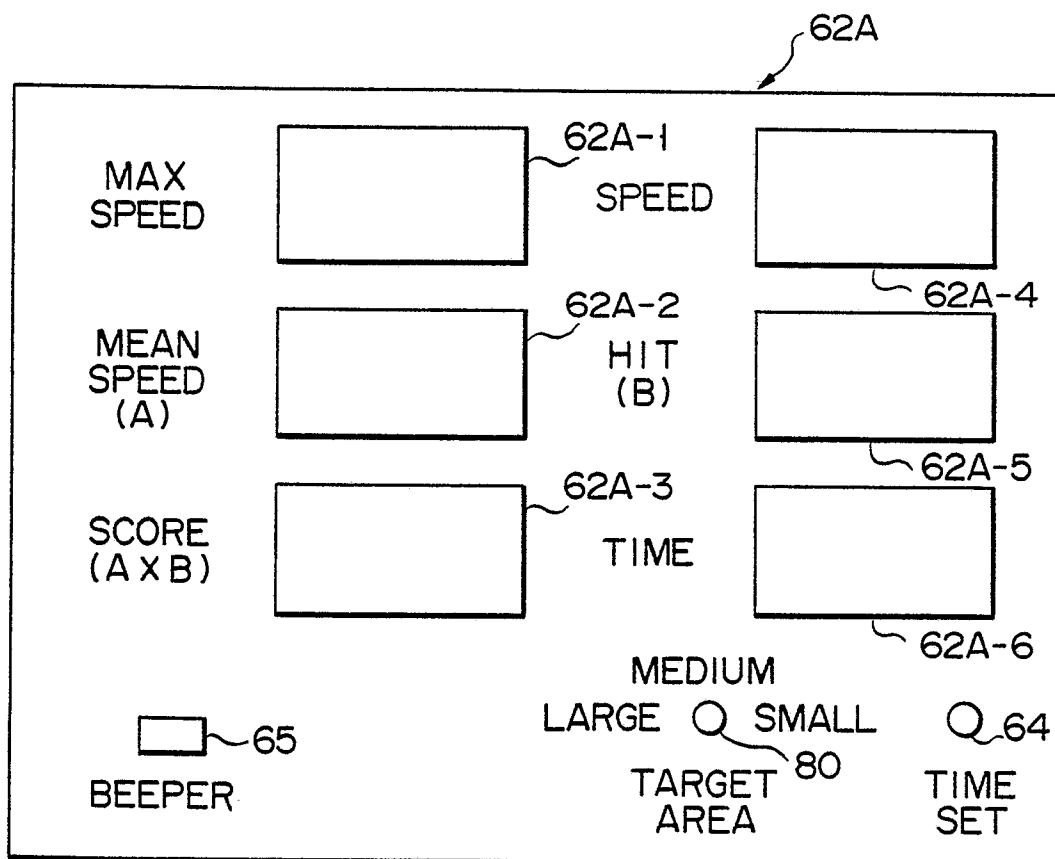 62A
MAX
SPEED
62A-1
SPEED
62A-4
MEAN
SPEED
(A)
62A-2
HIT
(B)
62A-5
SCORE
(A X B)
62A-3
TIME
62A-6
65
BEEPER
MEDIUM
LARGE
SMALL
80
TARGET
AREA
64
TIME
SET